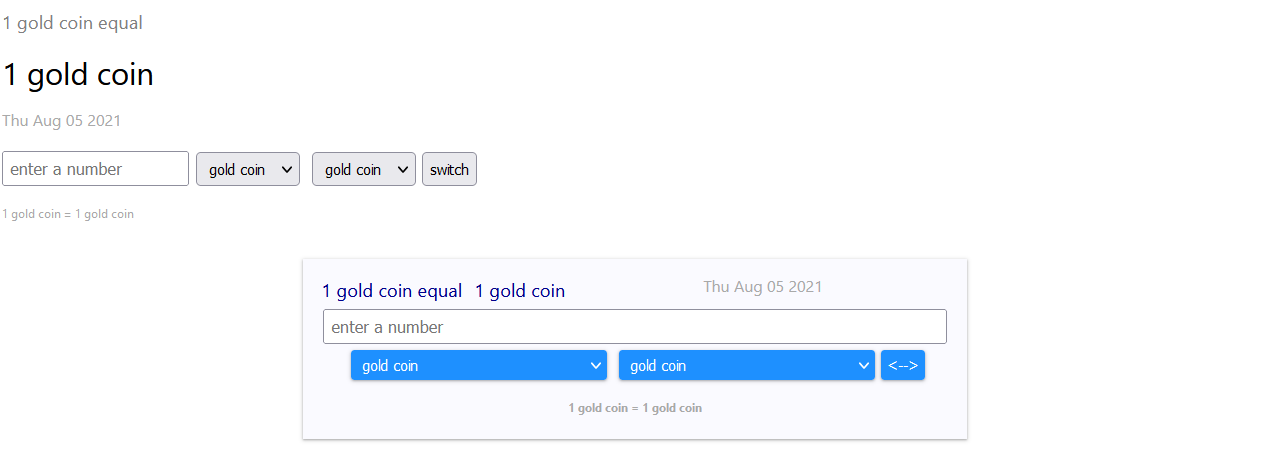 1 gold coin equal
1 gold coin
Thu Aug 05 2021
enter a number gold coin gold coin switch
1 gold coin = 1 gold coin
1 gold coin equal 1 gold coin Thu Aug 05 2021
enter a number
gold coin gold coin <-->
1 gold coin = 1 gold coin